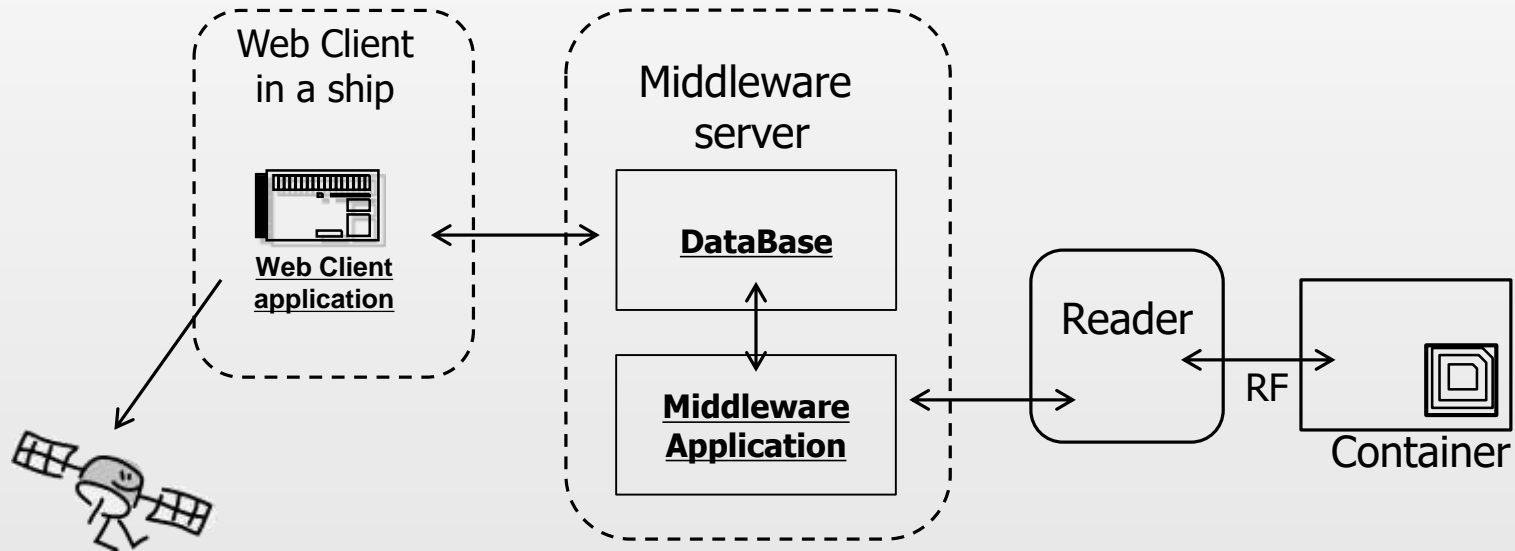 Web Client
in a ship
Web Client
application
Middleware
server
DataBase
Middleware
Application
Reader
RF
Container